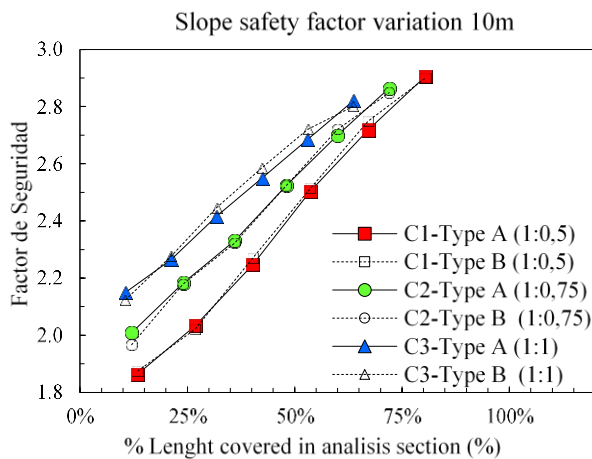 Slope safety factor variation 10m
Factor de Seguridad
3.0
2.8
2.6
2.4
2.2
2.0
1.8
C1-Type A (1:0,5)
C1-Type B (1:0,5)
C2-Type A (1:0,75)
C2-Type B (1:0,75)
C3-Type A (1:1)
C3-Type B (1:1)
0% 25% 50% 75% 100%
% Lenght covered in analisis section (%)